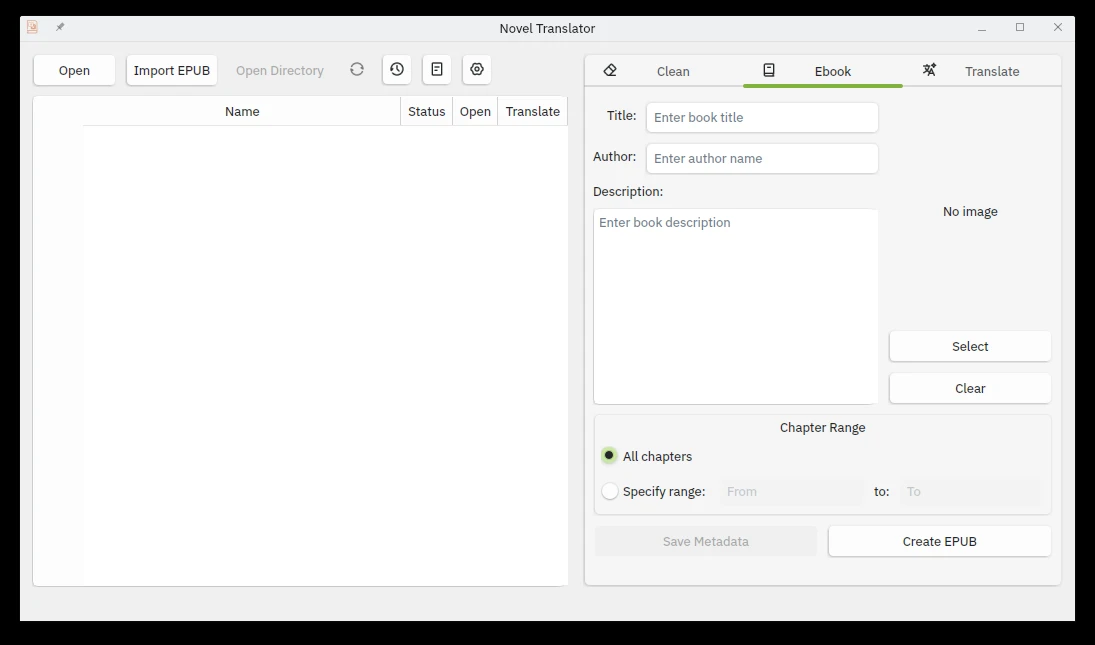 Novel Translator
Open
Import EPUB
Open Directory
Name
Status
Open
Translate
Clean
Ebook
Translate
Title:
Enter book title
Author:
Enter author name
Description:
Enter book description
No image
Select
Clear
Chapter Range
All chapters
Specify range:
From
to:
To
Save Metadata
Create EPUB